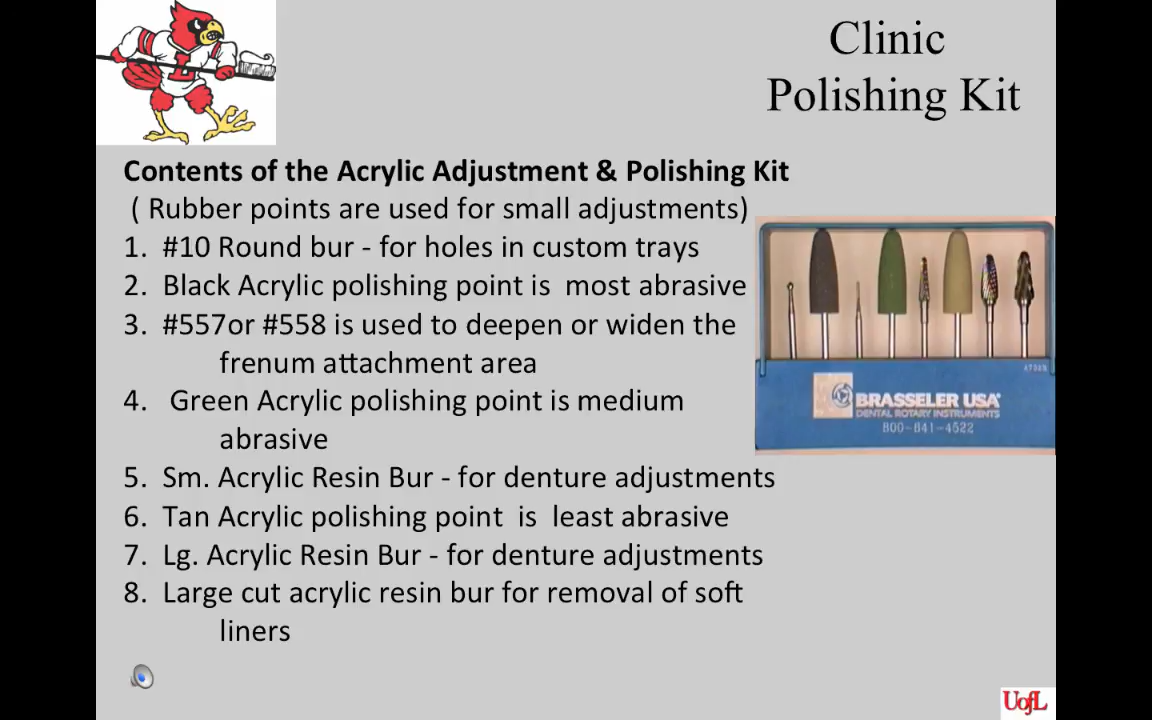 Clinic
Polishing Kit
Contents of the Acrylic Adjustment & Polishing Kit
( Rubber points are used for small adjustments)
1. #10 Round bur - for holes in custom trays
2. Black Acrylic polishing point is most abrasive
3. #557or #558 is used to deepen or widen the
frenum attachment area
4. Green Acrylic polishing point is medium
abrasive
5. Sm. Acrylic Resin Bur - for denture adjustments
6. Tan Acrylic polishing point is least abrasive
7. Lg. Acrylic Resin Bur - for denture adjustments
8. Large cut acrylic resin bur for removal of soft
liners
BRASSELER USA®
DENTAL ROTARY INSTRUMENTS
800-841-4522
UofL